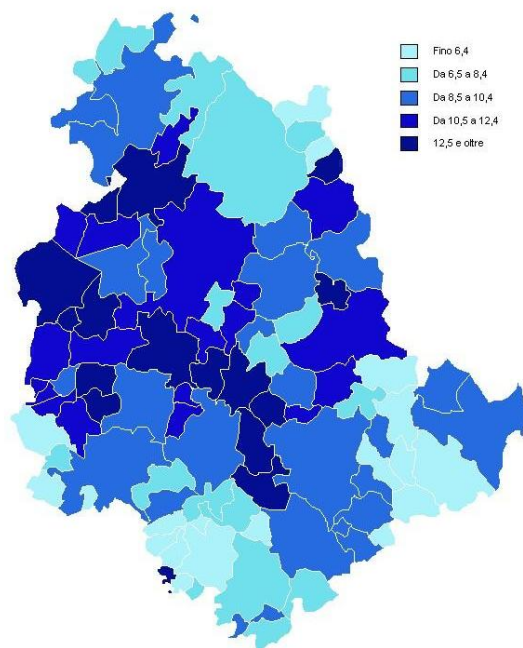 Fino 6,4
Da 6,5 a 8,4
Da 8,5 a 10,4
Da 10,5 a 12,4
12,5 e oltre